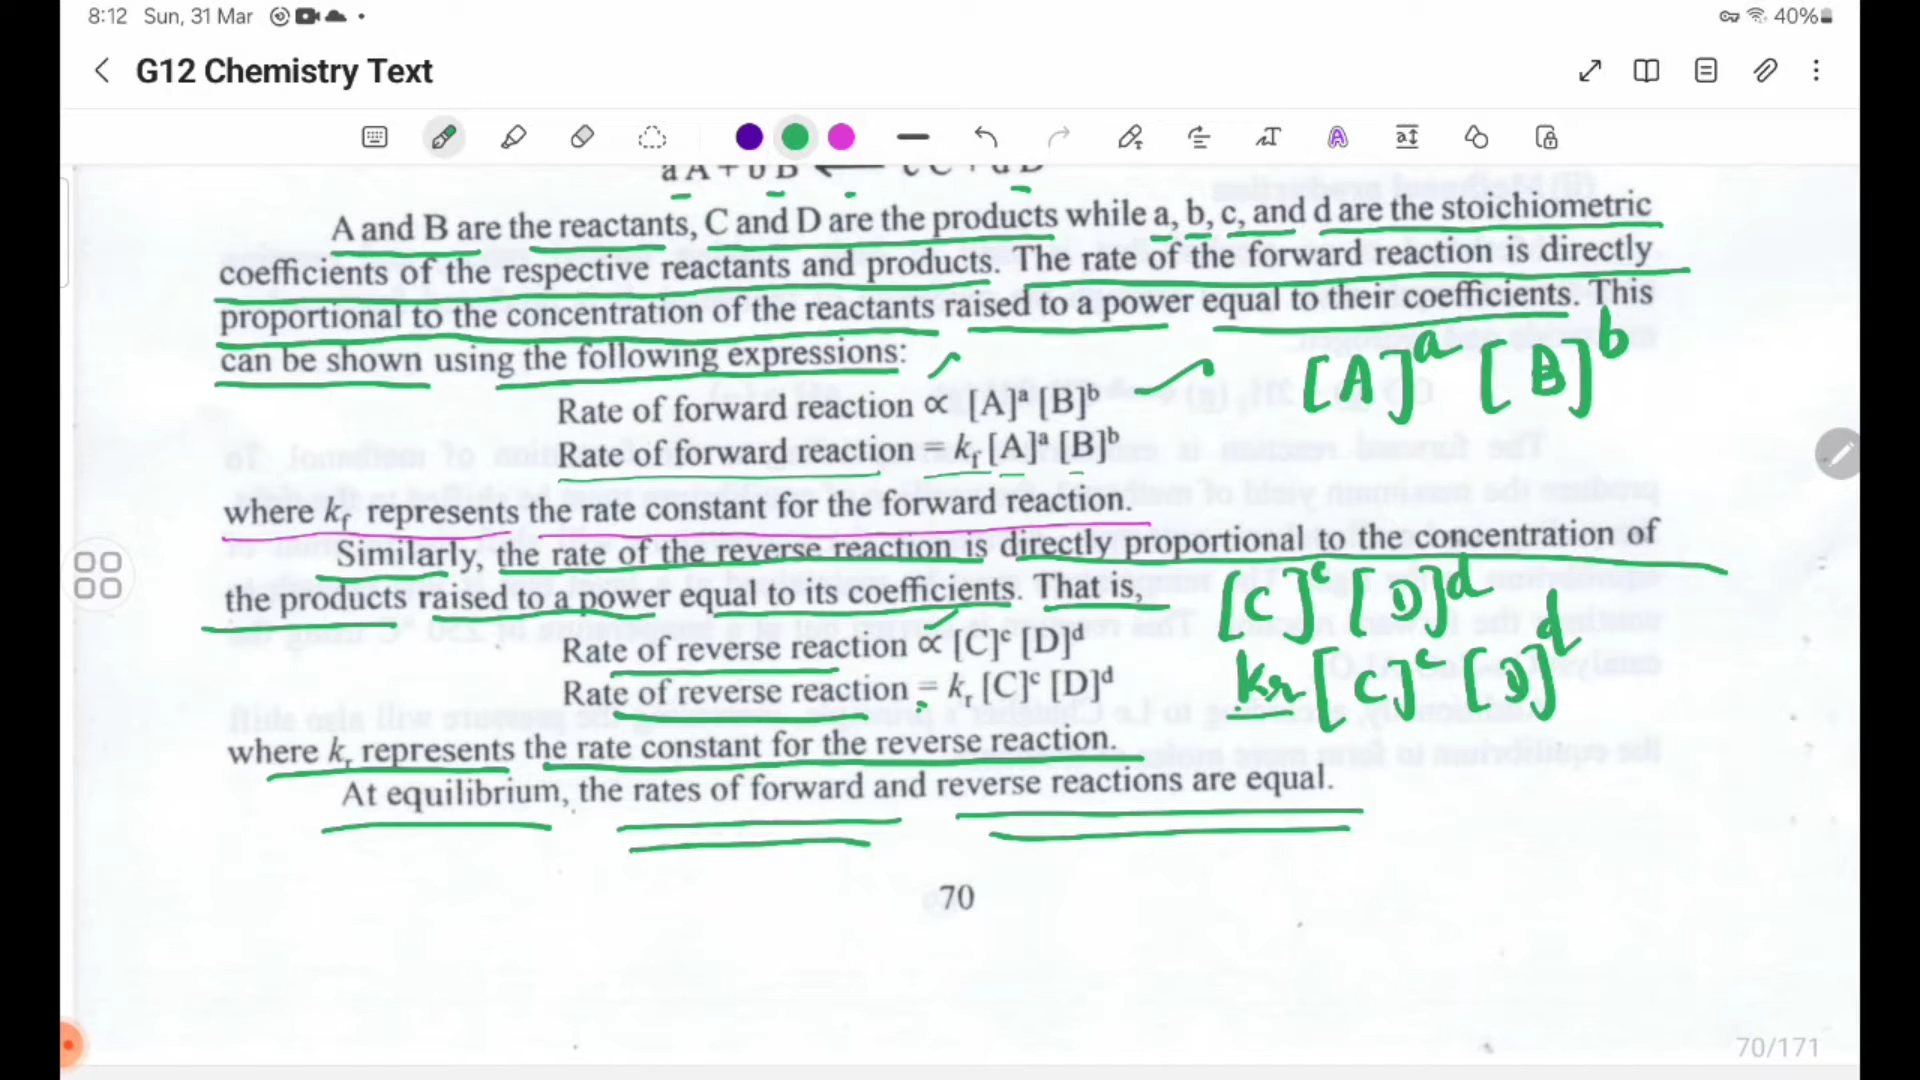 8:12 Sun, 31 Mar
40%
G12 Chemistry Text
a A + b B ⟵ c C + d D
A and B are the reactants, C and D are the products while a, b, c, and d are the stoichiometric
coefficients of the respective reactants and products. The rate of the forward reaction is directly
proportional to the concentration of the reactants raised to a power equal to their coefficients. This
can be shown using the following expressions:
[A]ᵃ [B]ᵇ
Rate of forward reaction ∝ [A]ᵃ [B]ᵇ
Rate of forward reaction = k_f [A]ᵃ [B]ᵇ
where k_f represents the rate constant for the forward reaction.
Similarly, the rate of the reverse reaction is directly proportional to the concentration of
the products raised to a power equal to its coefficients. That is,
[C]ᶜ [D]ᵈ
Rate of reverse reaction ∝ [C]ᶜ [D]ᵈ
Rate of reverse reaction = k_r [C]ᶜ [D]ᵈ
k_r [C]ᶜ [D]ᵈ
where k_r represents the rate constant for the reverse reaction.
At equilibrium, the rates of forward and reverse reactions are equal.
70
70/171